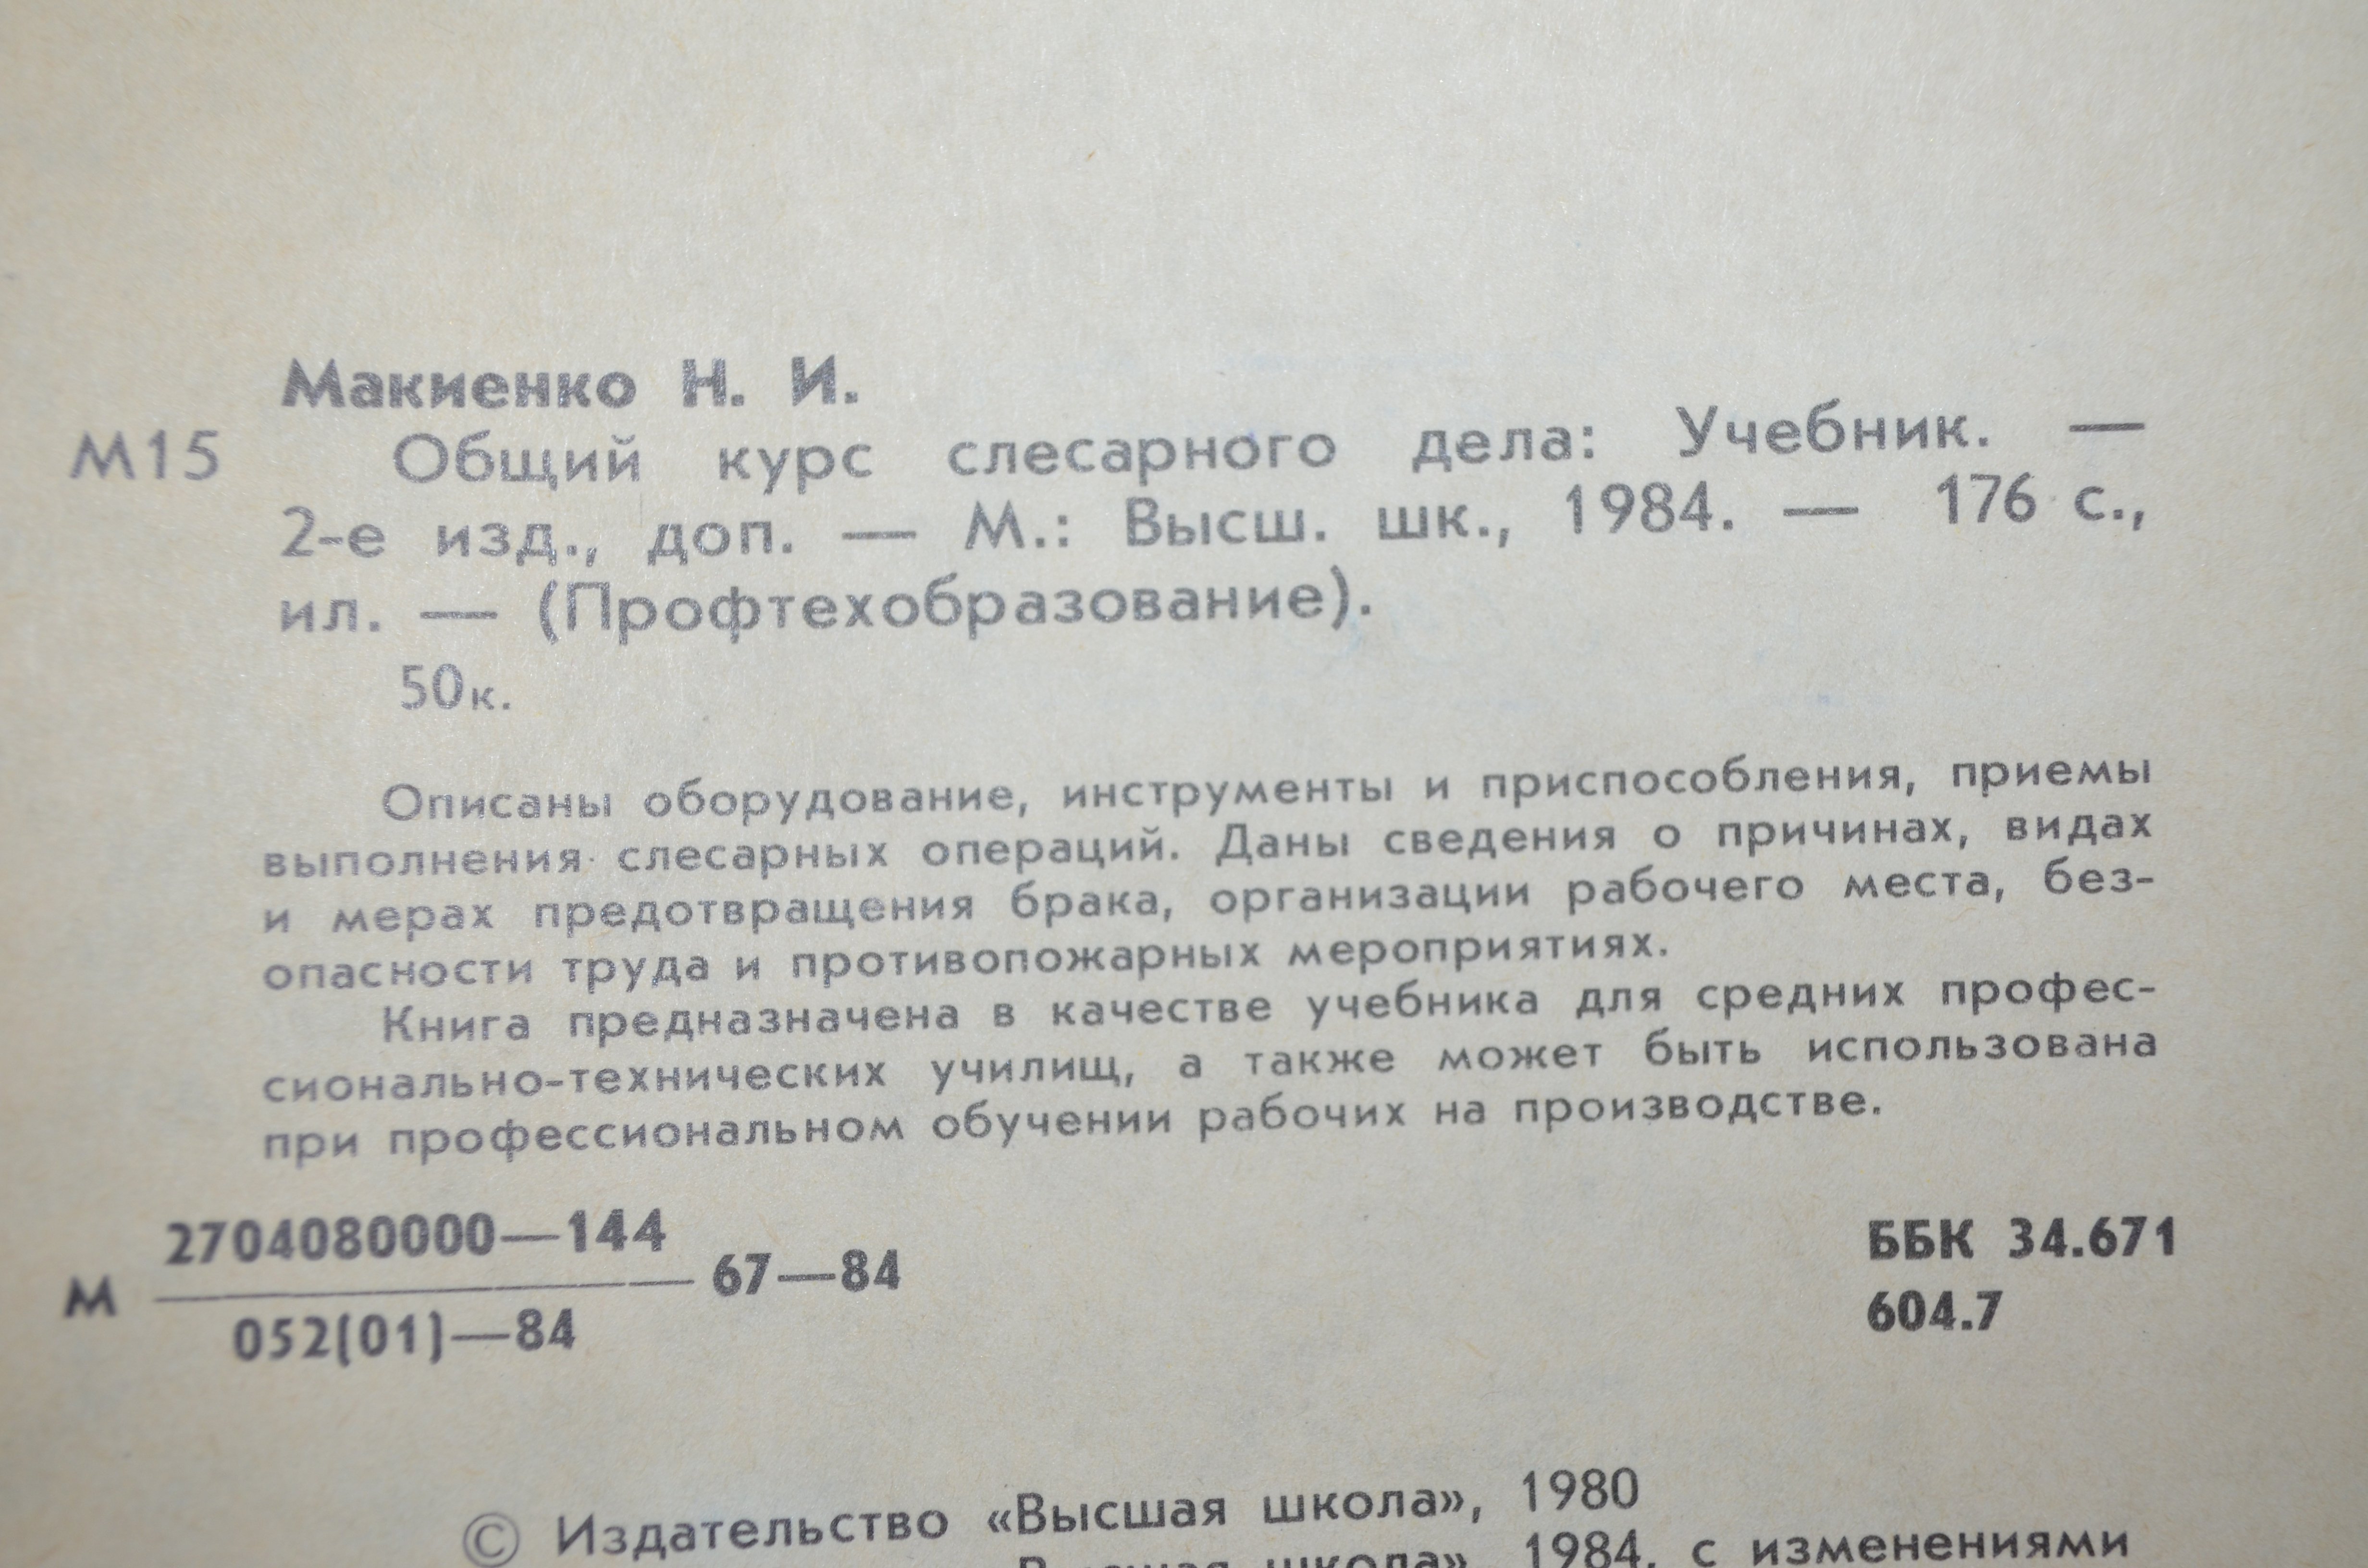 Макиенко Н. И.
М15 Общий курс слесарного дела: Учебник. —
2-е изд., доп. — М.: Высш. шк., 1984. — 176 с.,
ил. — (Профтехобразование).
50к.
Описаны оборудование, инструменты и приспособления, приемы
выполнения слесарных операций. Даны сведения о причинах, видах
и мерах предотвращения брака, организации рабочего места, без-
опасности труда и противопожарных мероприятиях.
Книга предназначена в качестве учебника для средних профес-
сионально-технических училищ, а также может быть использована
при профессиональном обучении рабочих на производстве.
2704080000—144
М 67—84
052(01)—84
ББК 34.671
604.7
© Издательство «Высшая школа», 1980
«Высшая школа», 1984, с изменениями